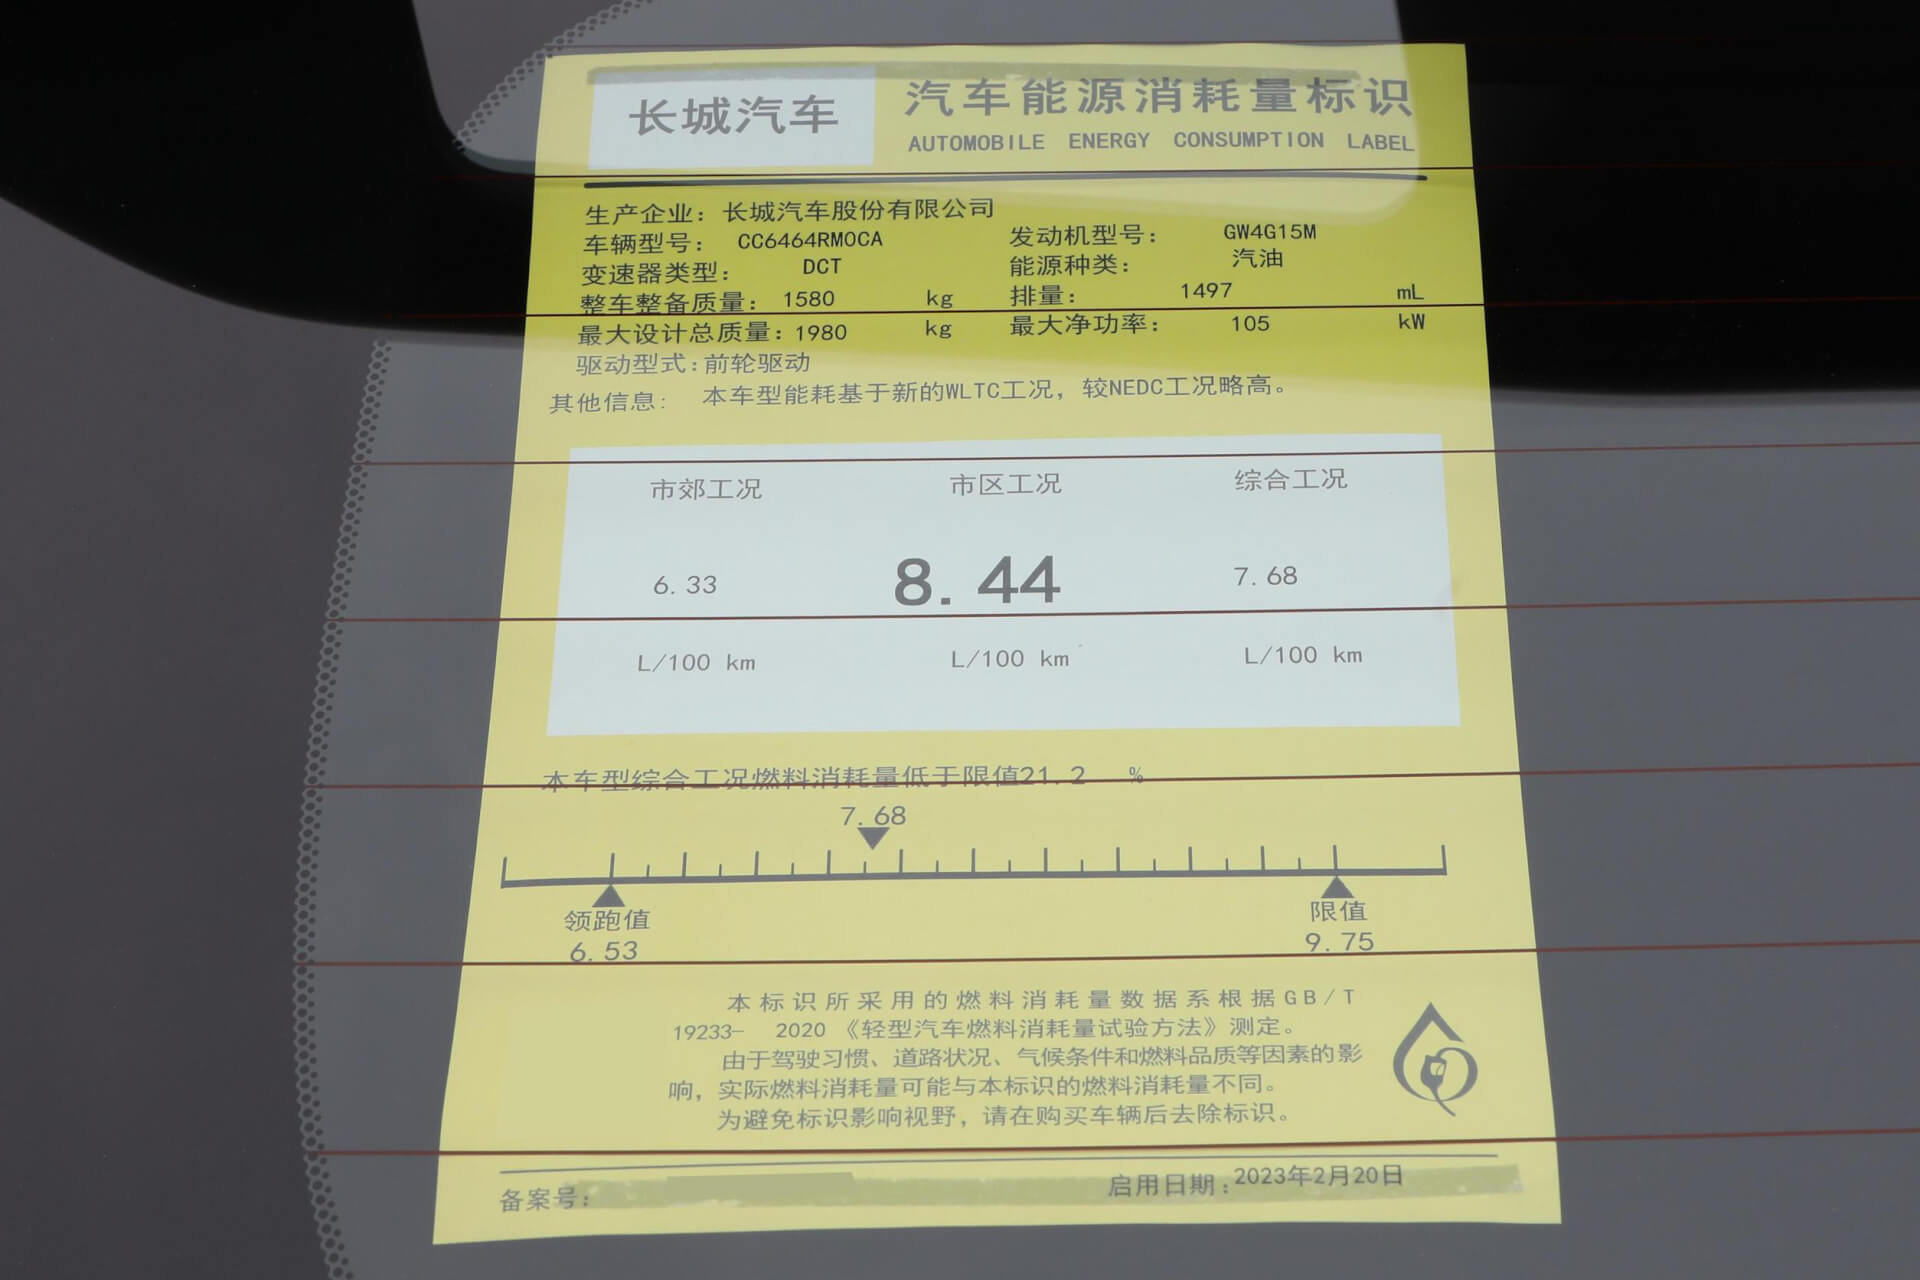 长城汽车
汽车能源消耗量标识
AUTOMOBILE ENERGY CONSUMPTION LABEL
生产企业：长城汽车股份有限公司
车辆型号： CC6464RM0CA 发动机型号： GW4G15M
变速器类型： DCT 能源种类： 汽油
整车整备质量： 1580 kg 排量： 1497 mL
最大设计总质量：1980 kg 最大净功率： 105 kW
驱动型式：前轮驱动
其他信息： 本车型能耗基于新的WLTC工况，较NEDC工况略高。
市郊工况 市区工况 综合工况
6.33 8.44 7.68
L/100 km L/100 km L/100 km
本车型综合工况燃料消耗量低于限值21.2 %
7.68
领跑值 限值
6.53 9.75
本标识所采用的燃料消耗量数据系根据GB/T
19233- 2020《轻型汽车燃料消耗量试验方法》测定。
由于驾驶习惯、道路状况、气候条件和燃料品质等因素的影
响，实际燃料消耗量可能与本标识的燃料消耗量不同。
为避免标识影响视野，请在购买车辆后去除标识。
备案号： 启用日期：2023年2月20日